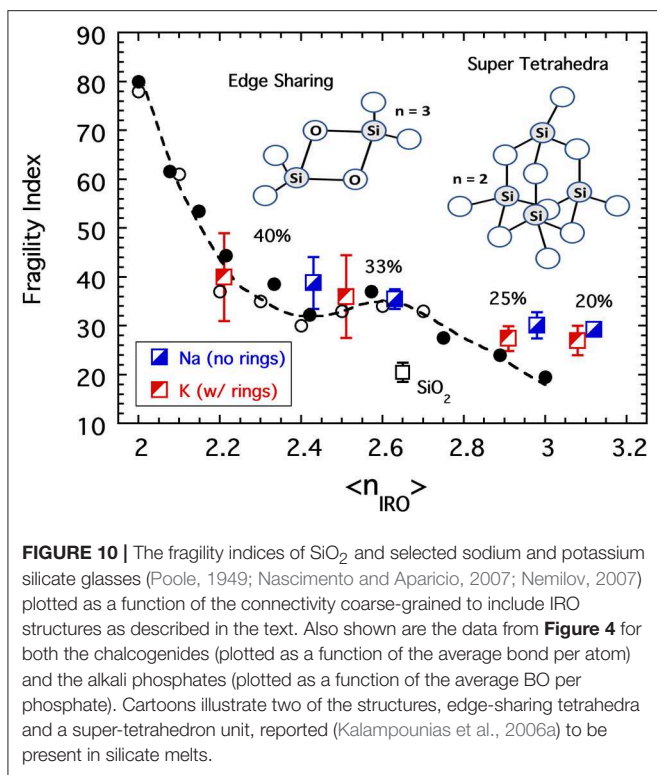 90
80
70
60
50
40
30
20
10
Fragility Index
Edge Sharing
n = 3
O
Si
Si
O
Super Tetrahedra
Si
n = 2
Si
Si
Si
40%
33%
25%
20%
Na (no rings)
K (w/ rings)
SiO₂
2
2.2
2.4
2.6
2.8
3
3.2
<n_IRO>
FIGURE 10 | The fragility indices of SiO₂ and selected sodium and potassium
silicate glasses (Poole, 1949; Nascimento and Aparicio, 2007; Nemilov, 2007)
plotted as a function of the connectivity coarse-grained to include IRO
structures as described in the text. Also shown are the data from Figure 4 for
both the chalcogenides (plotted as a function of the average bond per atom)
and the alkali phosphates (plotted as a function of the average BO per
phosphate). Cartoons illustrate two of the structures, edge-sharing tetrahedra
and a super-tetrahedron unit, reported (Kalampounias et al., 2006a) to be
present in silicate melts.